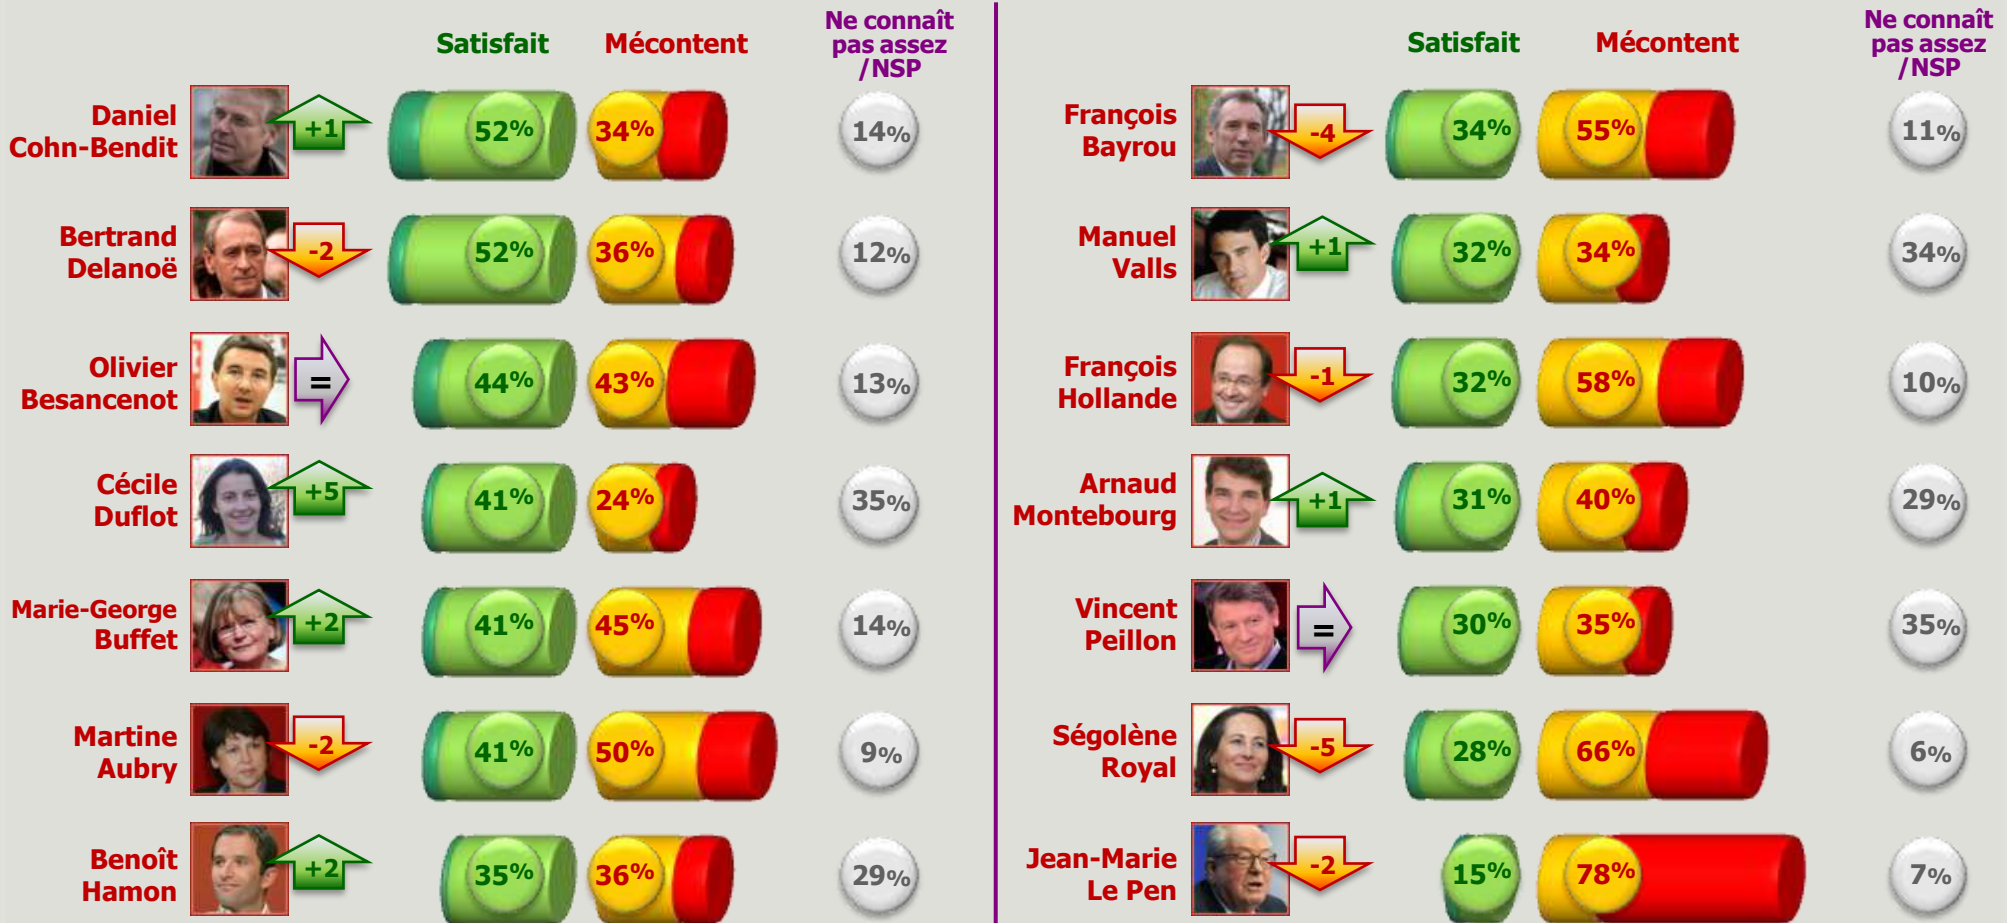 Satisfait Mécontent Ne connaît
pas assez
/NSP
Daniel
Cohn-Bendit +1 52% 34% 14%
Bertrand
Delanoë -2 52% 36% 12%
Olivier
Besancenot = 44% 43% 13%
Cécile
Duflot +5 41% 24% 35%
Marie-George
Buffet +2 41% 45% 14%
Martine
Aubry -2 41% 50% 9%
Benoît
Hamon +2 35% 36% 29%
Satisfait Mécontent Ne connaît
pas assez
/NSP
François
Bayrou -4 34% 55% 11%
Manuel
Valls +1 32% 34% 34%
François
Hollande -1 32% 58% 10%
Arnaud
Montebourg +1 31% 40% 29%
Vincent
Peillon = 30% 35% 35%
Ségolène
Royal -5 28% 66% 6%
Jean-Marie
Le Pen -2 15% 78% 7%